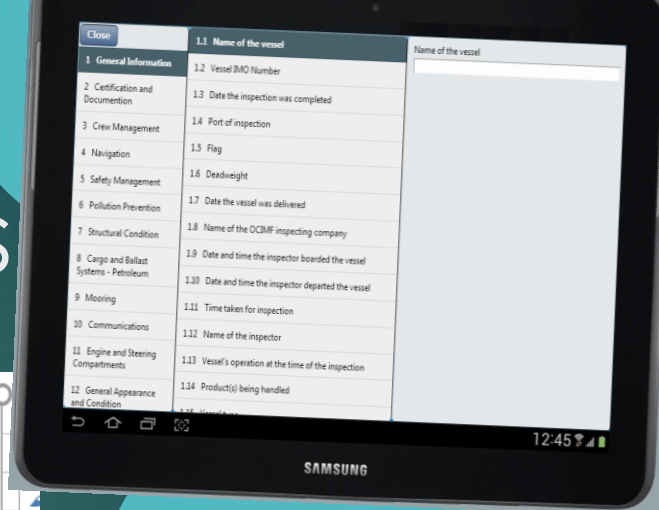 Close
1 General Information
2 Certification and
Documention
3 Crew Management
4 Navigation
5 Safety Management
6 Pollution Prevention
7 Structural Condition
8 Cargo and Ballast
Systems - Petroleum
9 Mooring
10 Communications
11 Engine and Steering
Compartments
12 General Appearance
and Condition
1.1 Name of the vessel
1.2 Vessel IMO Number
1.3 Date the inspection was completed
1.4 Port of inspection
1.5 Flag
1.6 Deadweight
1.7 Date the vessel was delivered
1.8 Name of the OCIMF inspecting company
1.9 Date and time the inspector boarded the vessel
1.10 Date and time the inspector departed the vessel
1.11 Time taken for inspection
1.12 Name of the inspector
1.13 Vessel's operation at the time of the inspection
1.14 Product(s) being handled
1.15 Vessel type
Name of the vessel
12:45
SAMSUNG
S